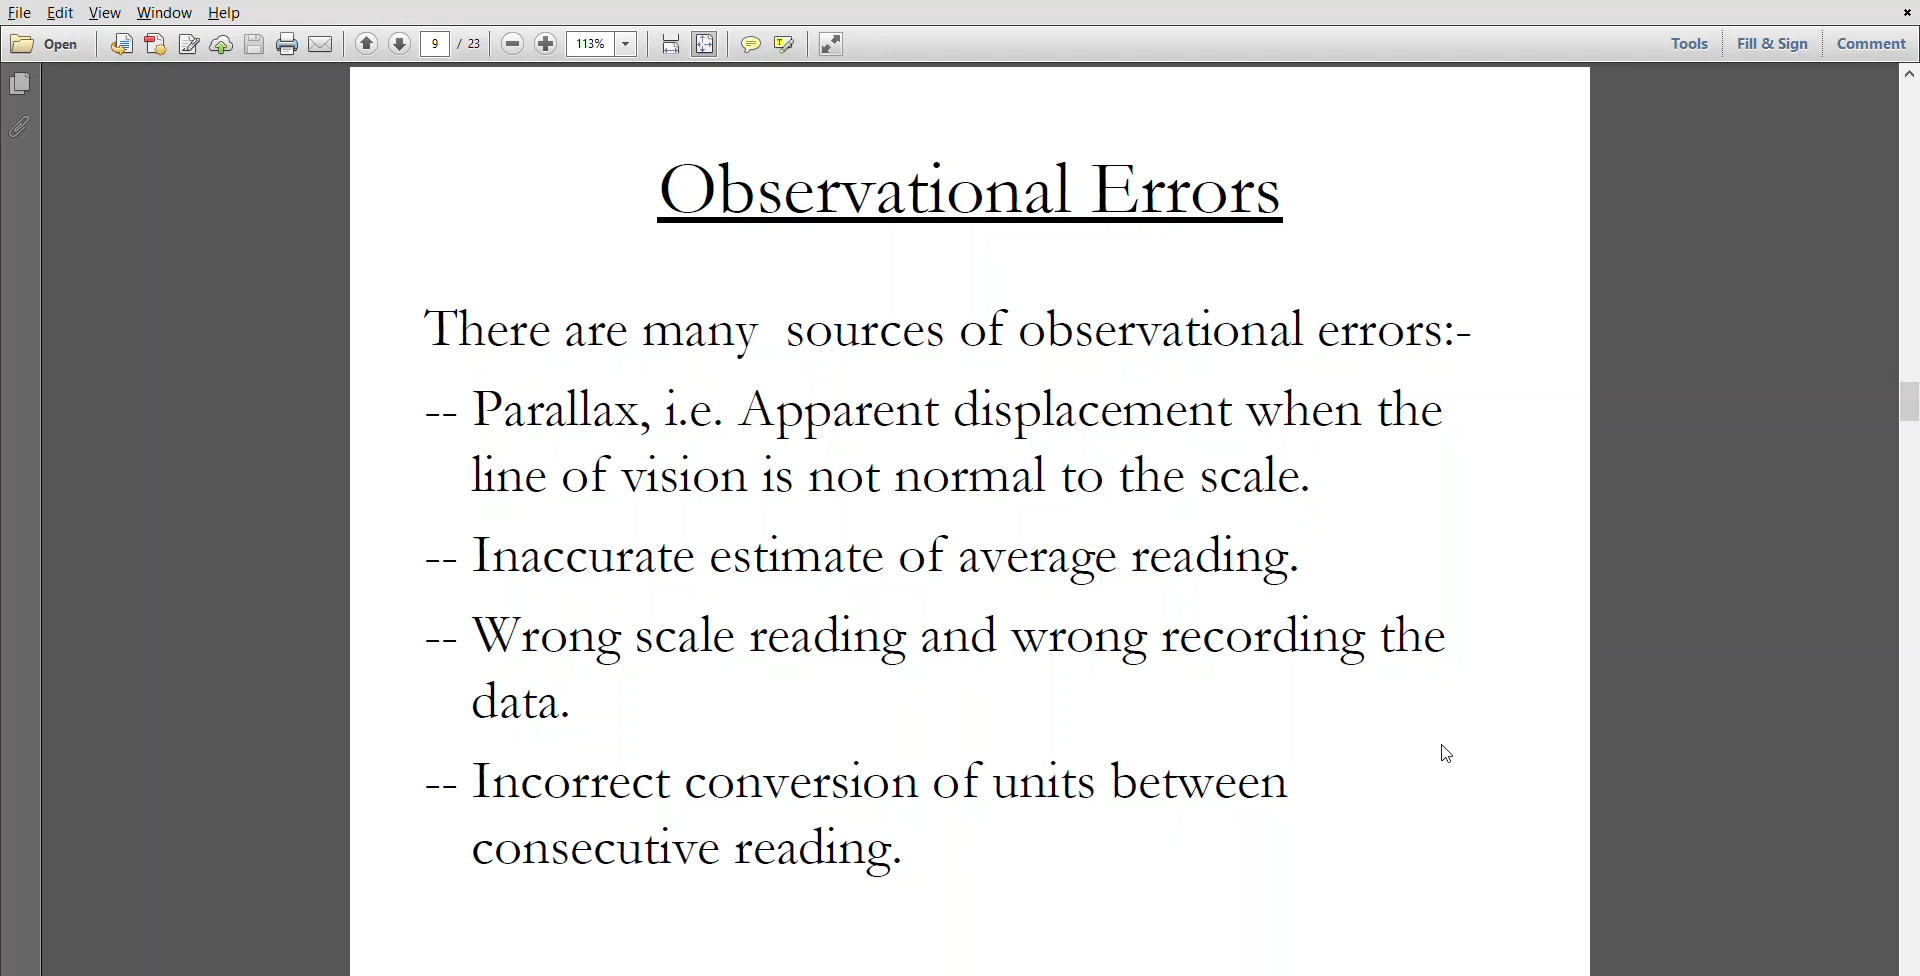 File Edit View Window Help
Open 9 / 23 113% Tools Fill & Sign Comment
Observational Errors
There are many  sources of observational errors:-
-- Parallax, i.e. Apparent displacement when the
line of vision is not normal to the scale.
-- Inaccurate estimate of average reading.
-- Wrong scale reading and wrong recording the
data.
-- Incorrect conversion of units between
consecutive reading.